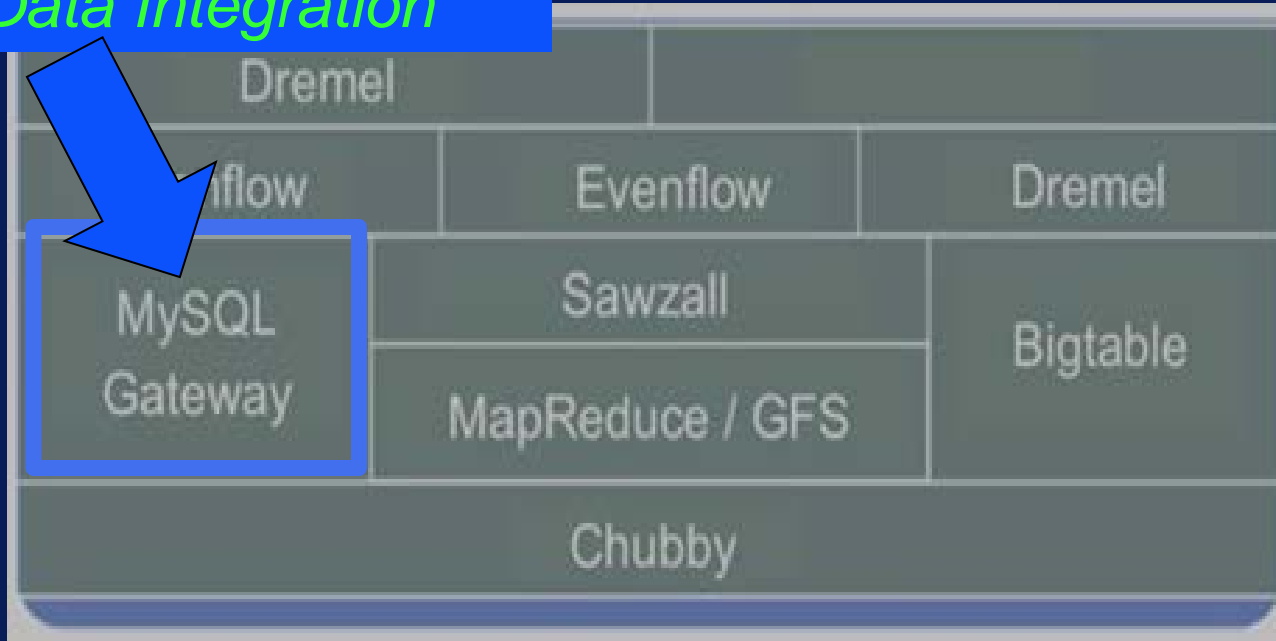 Data Integration
Dremel
Evenflow
Dremel
MySQL
Gateway
Sawzall
MapReduce / GFS
Bigtable
Chubby